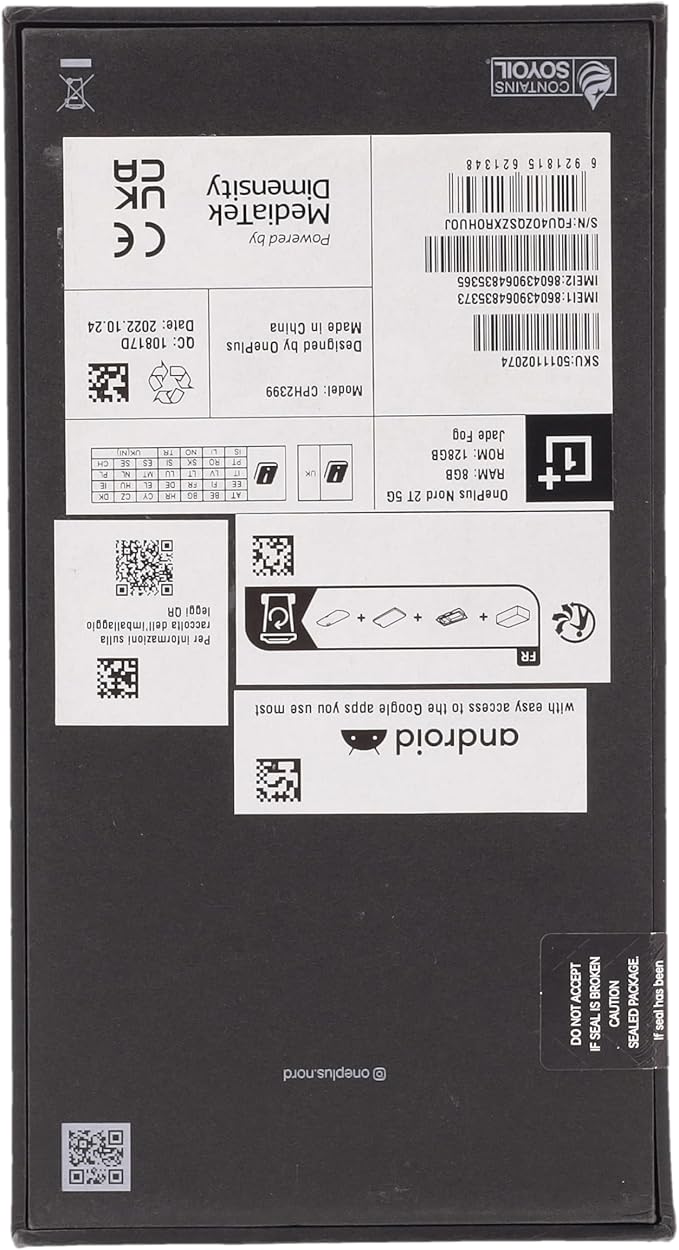 @ oneplus.nord
DO NOT ACCEPT
IF SEAL IS BROKEN
CAUTION
SEALED PACKAGE.
If seal has been
android
with easy access to the Google apps you use most
FR
+ + +
Per informazioni sulla
raccolta dell'imballaggio
leggi QR
OnePlus Nord 2T 5G
RAM: 8GB
ROM: 128GB
Jade Fog
UK
AT BE BG HR CY CZ DK
EE FI FR DE EL HU IE
IT LV LT LU MT NL PL
PT RO SK SI ES SE CH
IS LI NO TR UK(NI)
SKU:5011102074
IMEI1:860439064835373
IMEI2:860439064835365
S/N:FQU4OZQSZXROHUOJ
6 921815 621348
Model: CPH2399
Designed by OnePlus
Made in China
QC: 10817D
Date: 2022.10.24
Powered by
MediaTek
Dimensity
CE
UK
CA
CONTAINS
SOYOIL